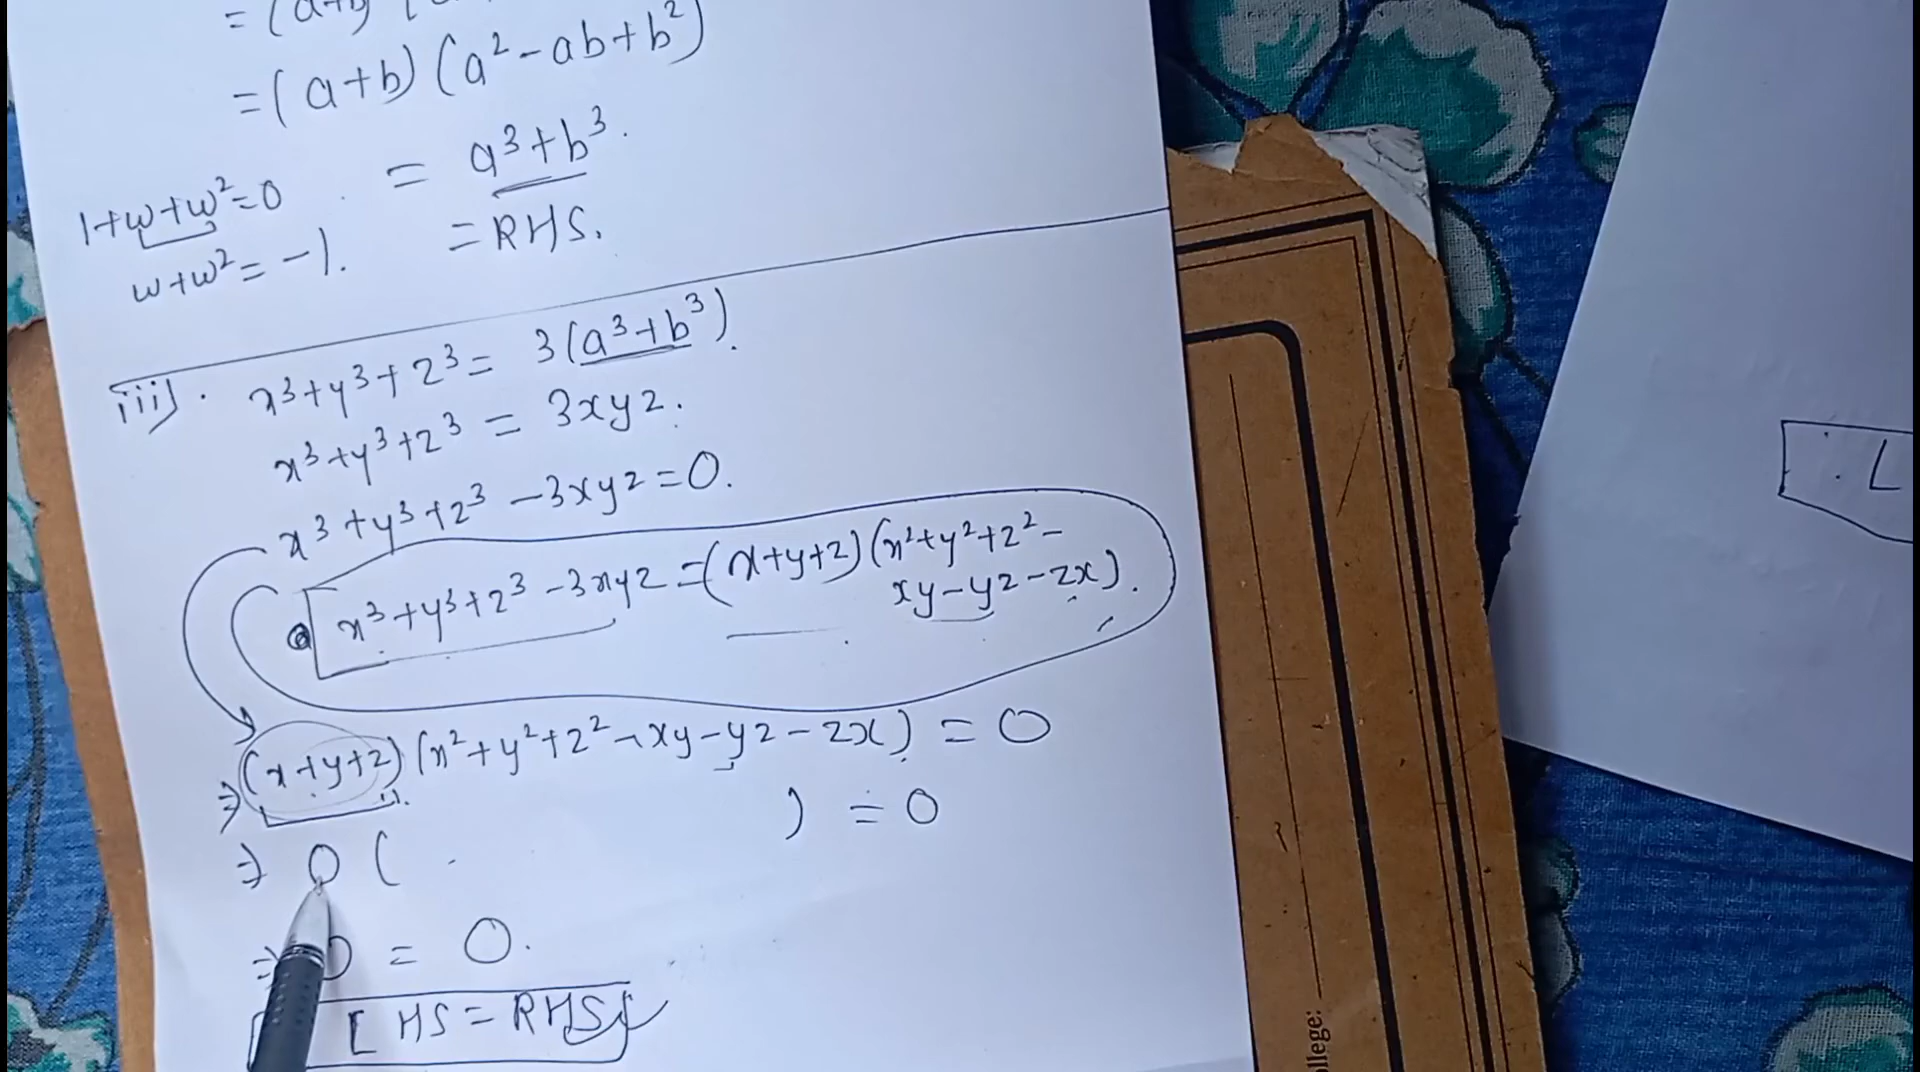 = (a+b)
= (a+b) (a²-ab+b²)
= a³+b³.
1+w+w²=0
w+w²=-1.
= RHS.
iii). x³+y³+z³ = 3(a³+b³).
x³+y³+z³ = 3xyz.
x³+y³+z³ -3xyz=0.
x³+y³+z³ -3xyz = (x+y+z) (x²+y²+z²-
xy-yz-zx).
⇒ (x+y+z) (x²+y²+z²-xy-yz-zx) = 0
⇒ 0 ( ) = 0
⇒ 0 = 0.
LHS = RHS
. L
llege: